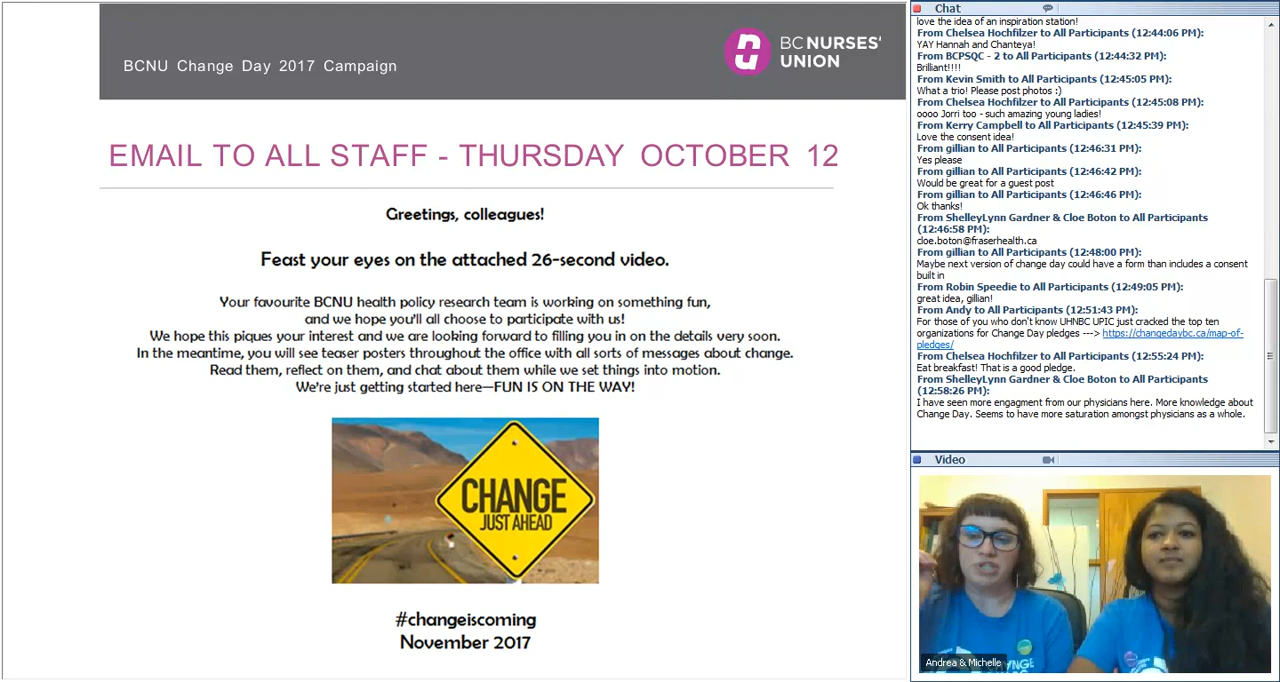 BCNU Change Day 2017 Campaign
BC NURSES'
UNION
EMAIL TO ALL STAFF - THURSDAY OCTOBER 12
Greetings, colleagues!
Feast your eyes on the attached 26-second video.
Your favourite BCNU health policy research team is working on something fun,
and we hope you'll all choose to participate with us!
We hope this piques your interest and we are looking forward to filling you in on the details very soon.
In the meantime, you will see teaser posters throughout the office with all sorts of messages about change.
Read them, reflect on them, and chat about them while we set things into motion.
We're just getting started here—FUN IS ON THE WAY!
CHANGE
JUST AHEAD
#changeiscoming
November 2017
Chat
love the idea of an inspiration station!
From Chelsea Hochfilzer to All Participants (12:44:06 PM):
YAY Hannah and Chanteya!
From BCPSQC - 2 to All Participants (12:44:32 PM):
Brilliant!!!!
From Kevin Smith to All Participants (12:45:05 PM):
What a trio! Please post photos :)
From Chelsea Hochfilzer to All Participants (12:45:08 PM):
oooo Jorri too - such amazing young ladies!
From Kerry Campbell to All Participants (12:45:39 PM):
Love the consent idea!
From gillian to All Participants (12:46:31 PM):
Yes please
From gillian to All Participants (12:46:42 PM):
Would be great for a guest post
From gillian to All Participants (12:46:46 PM):
Ok thanks!
From ShelleyLynn Gardner & Cloe Boton to All Participants
(12:46:58 PM):
cloe.boton@fraserhealth.ca
From gillian to All Participants (12:48:00 PM):
Maybe next version of change day could have a form than includes a consent
built in
From Robin Speedie to All Participants (12:49:05 PM):
great idea, gillian!
From Andy to All Participants (12:51:43 PM):
For those of you who don't know UHNBC UPIC just cracked the top ten
organizations for Change Day pledges ---> https://changedaybc.ca/map-of-
pledges/
From Chelsea Hochfilzer to All Participants (12:55:24 PM):
Eat breakfast! That is a good pledge.
From ShelleyLynn Gardner & Cloe Boton to All Participants
(12:58:26 PM):
I have seen more engagment from our physicians here. More knowledge about
Change Day. Seems to have more saturation amongst physicians as a whole.
Video
Andrea & Michelle